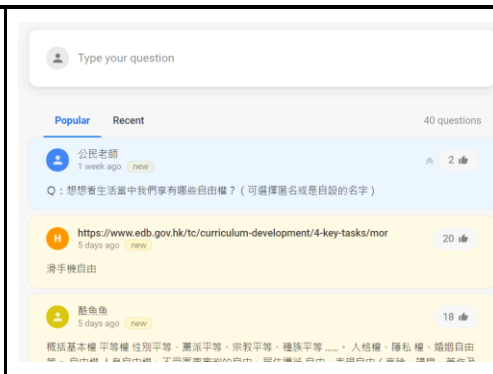 Type your question
Popular Recent 40 questions
公民老師
1 week ago new
2
Q：想想看生活當中我們享有哪些自由權？（可選擇匿名或是自設的名字）
H
https://www.edb.gov.hk/tc/curriculum-development/4-key-tasks/mor
5 days ago new
20
滑手機自由
酷魚魚
5 days ago new
18
概括基本權 平等權 性別平等、黨派平等、宗教平等、種族平等 ......。 人格權、隱私 權、婚姻自由